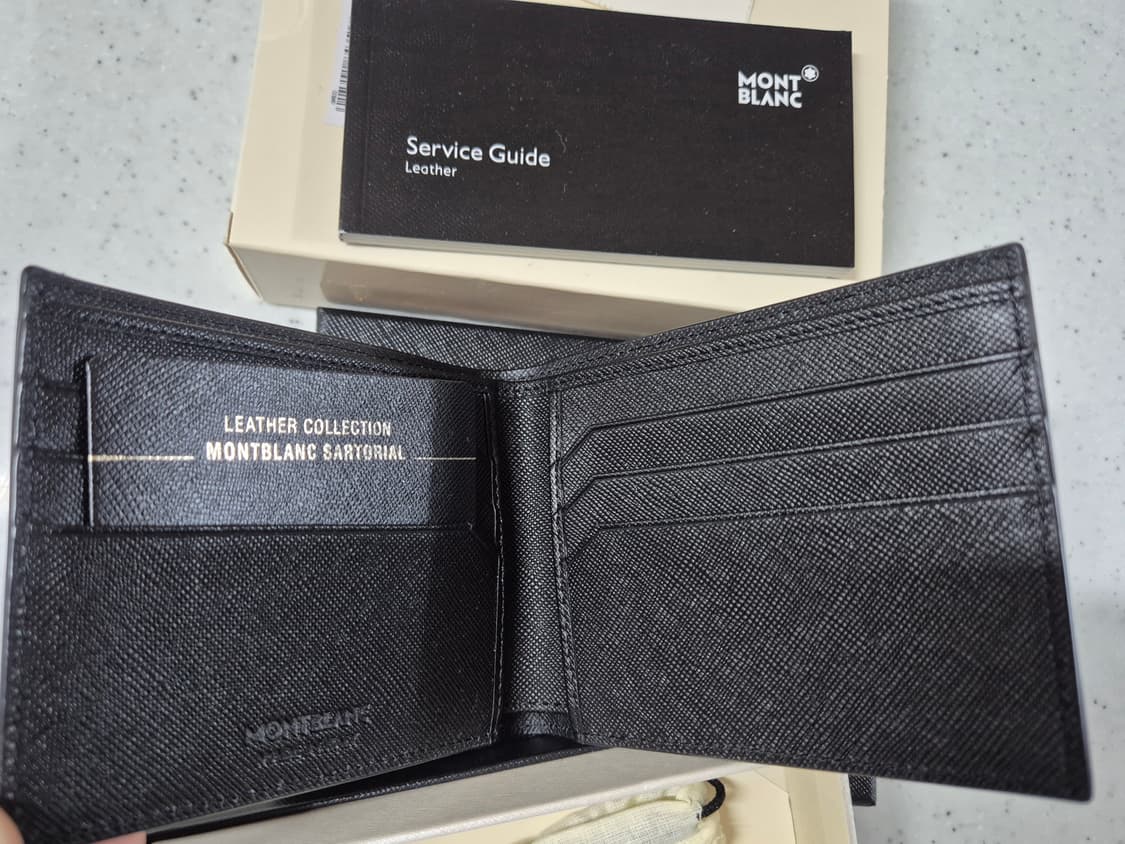 MONT
BLANC
Service Guide
Leather
LEATHER COLLECTION
MONTBLANC SARTORIAL
MONTBLANC